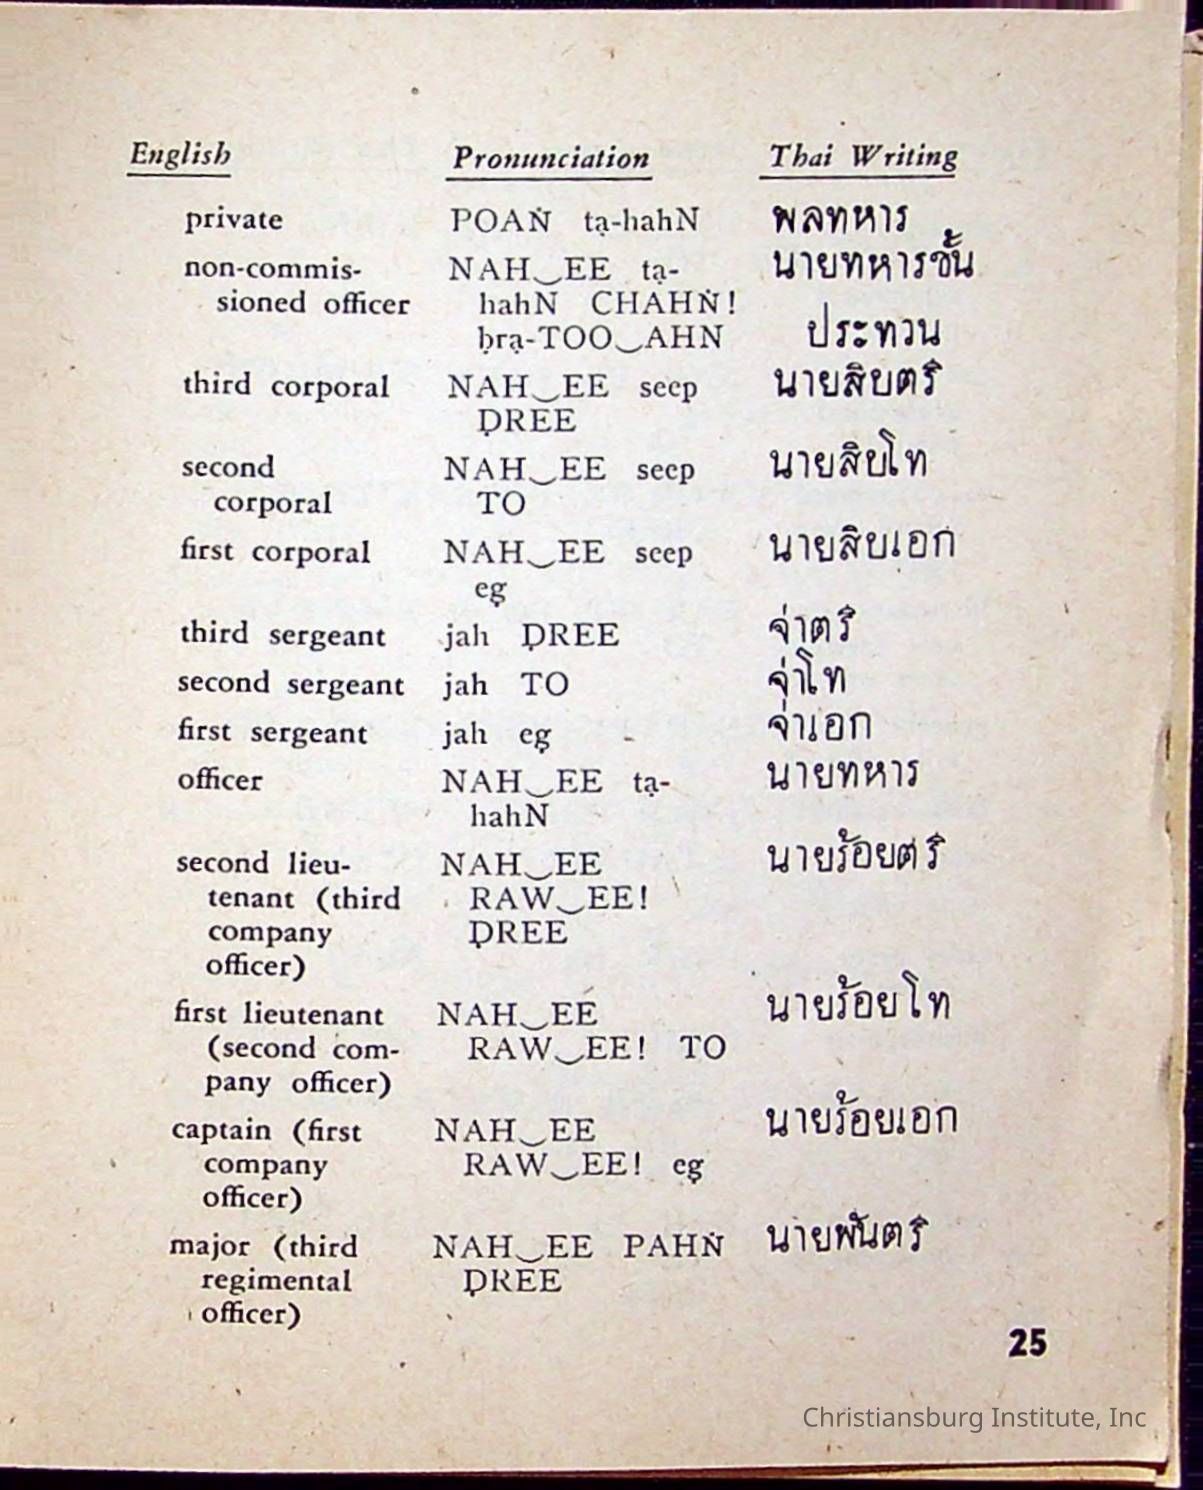 English Pronunciation Thai Writing
private POAṄ tạ-hahN พลทหาร
non-commis- NAH‿EE tạ- นายทหารชั้น
sioned officer hahN CHAHṄ!
ḅrạ-TOO‿AHN ประทวน
third corporal NAH‿EE seep นายสิบตรี
ḌREE
second NAH‿EE seep นายสิบโท
corporal TO
first corporal NAH‿EE seep นายสิบเอก
eg̣
third sergeant jah ḌREE จ่าตรี
second sergeant jah TO จ่าโท
first sergeant jah eg̣ จ่าเอก
officer NAH‿EE tạ- นายทหาร
hahN
second lieu- NAH‿EE นายร้อยตรี
tenant (third RAW‿EE!
company ḌREE
officer)
first lieutenant NAH‿EE นายร้อยโท
(second com- RAW‿EE! TO
pany officer)
captain (first NAH‿EE นายร้อยเอก
company RAW‿EE! eg̣
officer)
major (third NAH‿EE PAHṄ นายพันตรี
regimental ḌREE
officer)
25
Christiansburg Institute, Inc